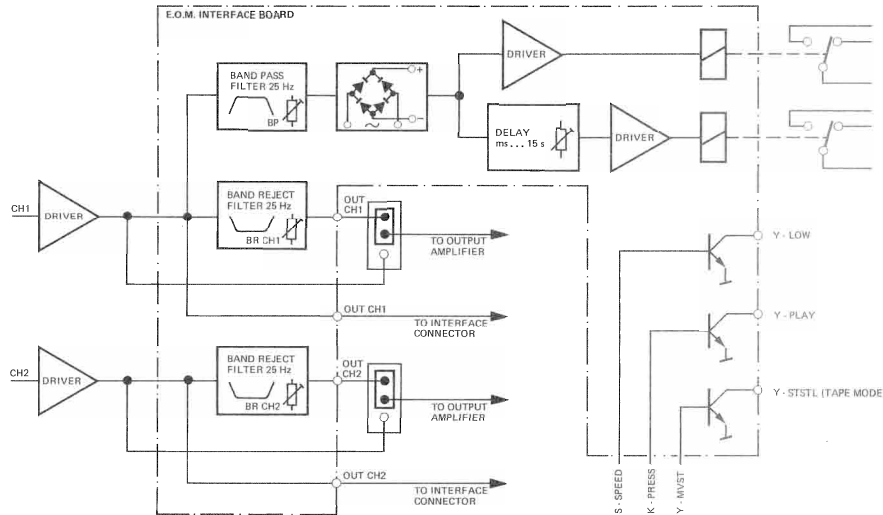 E.O.M. INTERFACE BOARD
BAND PASS
FILTER 25 Hz
BP
+
−
~
DRIVER
DELAY
ms...15 s
DRIVER
CH1
DRIVER
BAND REJECT
FILTER 25 Hz
BR CH1
OUT
CH1
TO OUTPUT
AMPLIFIER
OUT CH1
TO INTERFACE
CONNECTOR
Y - LOW
Y - PLAY
Y - STSTL (TAPE MODE
CH2
DRIVER
BAND REJECT
FILTER 25 Hz
BR CH2
OUT
CH2
TO OUTPUT
AMPLIFIER
OUT CH2
TO INTERFACE
CONNECTOR
S - SPEED
K - PRESS
Y - MVST